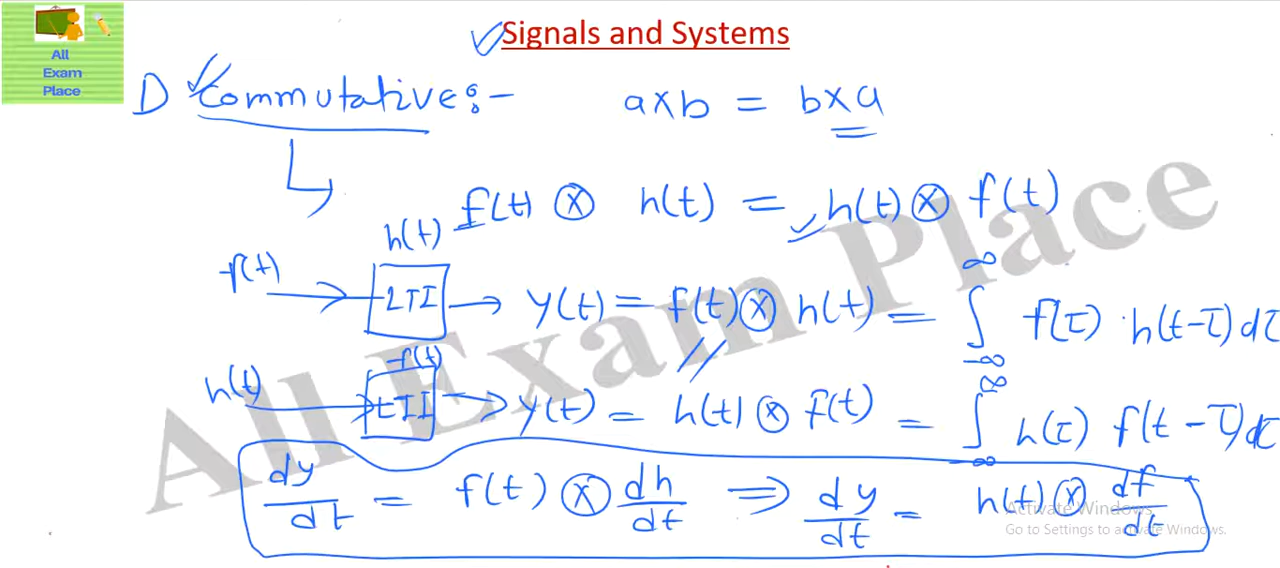 Signals and Systems
All
Exam
Place
D Commutative:-    a×b = b×a
f(t) ⊗ h(t) = h(t) ⊗ f(t)
h(t)
f(t) → LTI → y(t) = f(t) ⊗ h(t) = ∫_{-∞}^{∞} f(τ) · h(t-τ) dτ
f(t)
h(t) → LTI → y(t) = h(t) ⊗ f(t) = ∫_{-∞}^{∞} h(τ) f(t-τ) dτ
dy/dt = f(t) ⊗ dh/dt ⇒ dy/dt = h(t) ⊗ df/dt
All Exam Place
Activate Windows
Go to Settings to activate Windows.